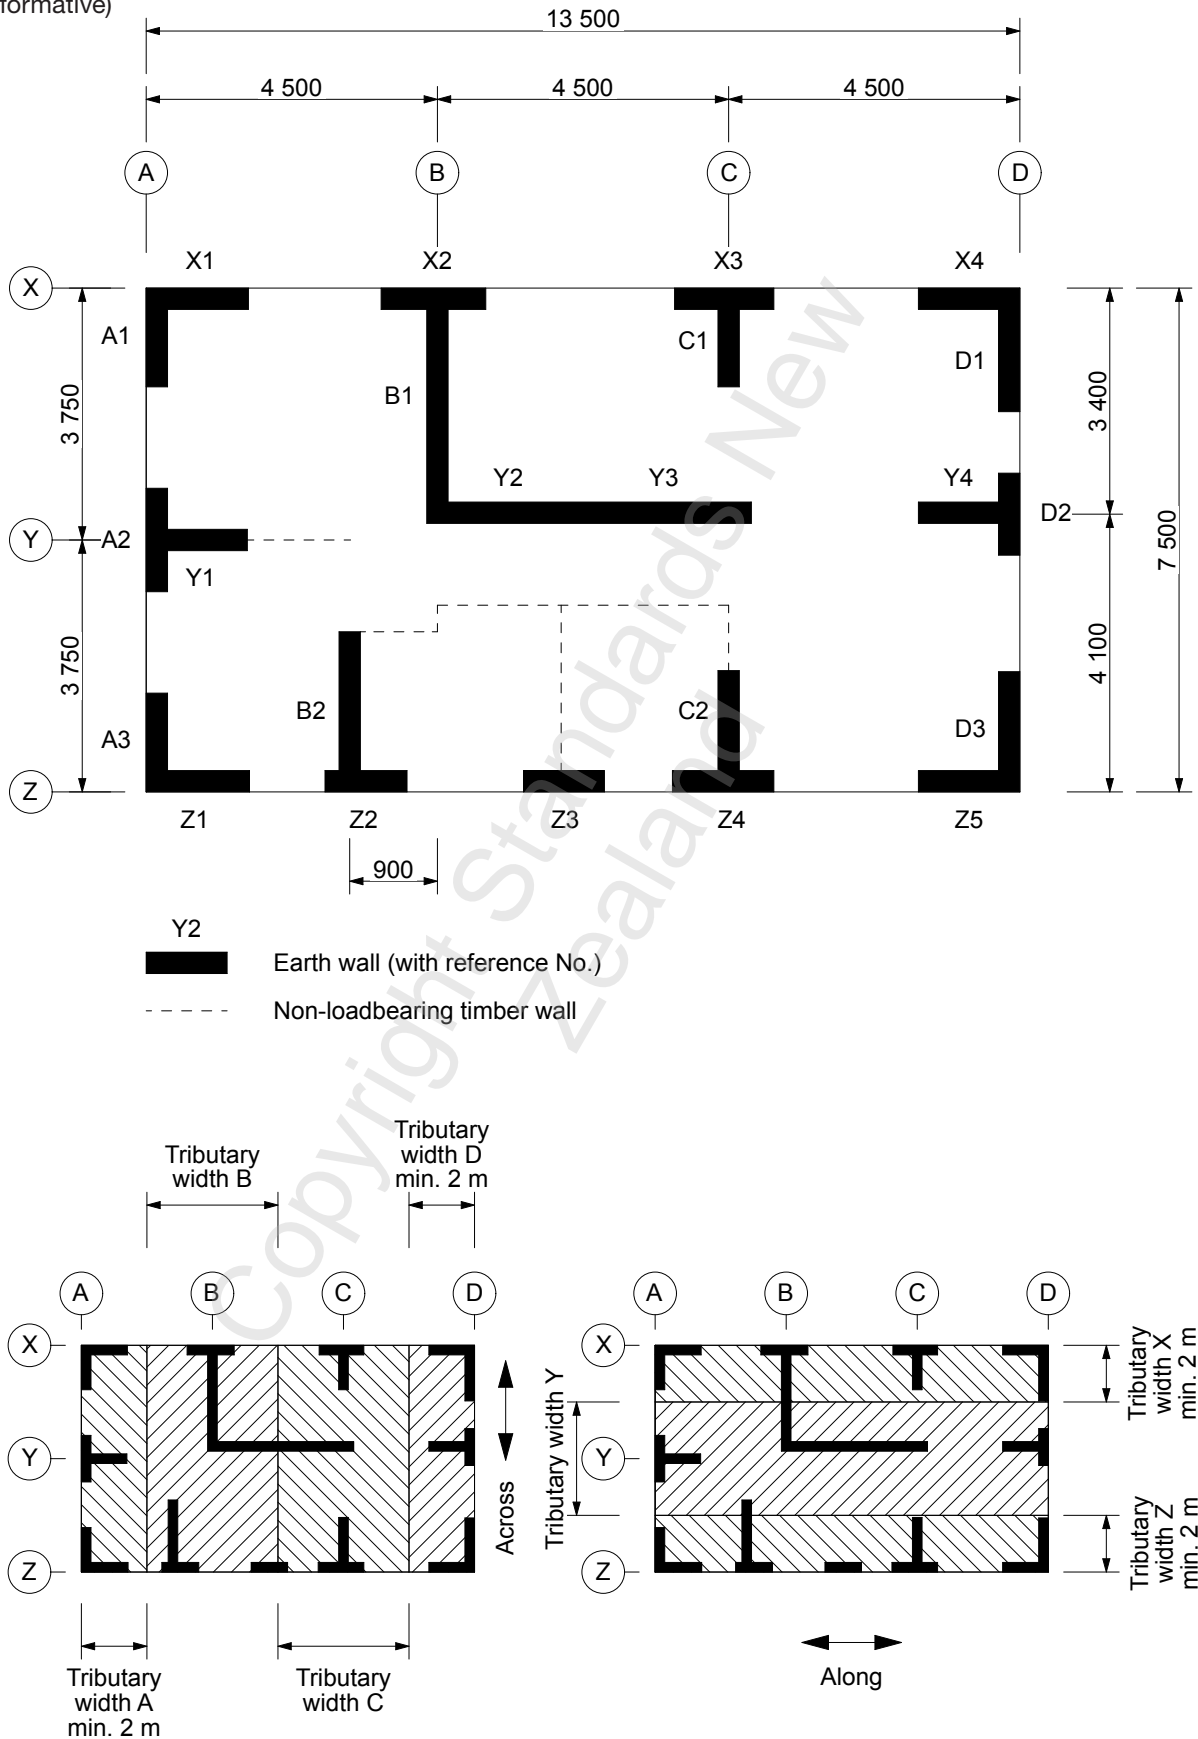 formative)
13 500
4 500 4 500 4 500
A B C D
X1 X2 X3 X4
X
A1 C1 D1
B1
3 750 3 400
Y2 Y3 Y4
Y A2 D2
Y1
7 500
3 750 4 100
B2 C2 D3
A3
Z
Z1 Z2 Z3 Z4 Z5
900
Y2
Earth wall (with reference No.)
Non-loadbearing timber wall
Copyright Standards New
Zealand
Tributary
width B
Tributary
width D
min. 2 m
A B C D
X
Y
Z
Across
Tributary
width A
min. 2 m
Tributary
width C
Tributary width Y
A B C D
X
Y
Z
Tributary
width X
min. 2 m
Tributary
width Z
min. 2 m
Along